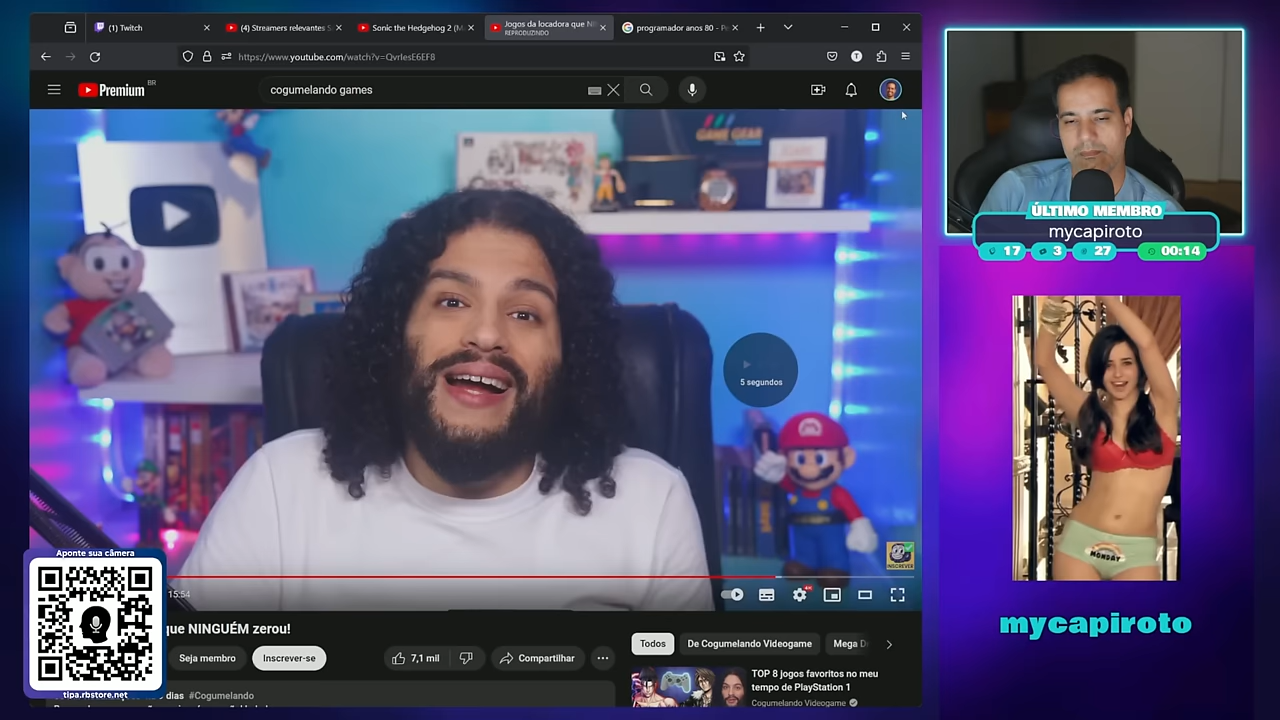 (1) Twitch
(4) Streamers relevantes
Sonic the Hedgehog 2 (M
Jogos da locadora que NI
REPRODUZINDO
programador anos 80 - Pe
https://www.youtube.com/watch?v=QvrlesE6EF8
Premium BR
cogumelando games
GAME GEAR
5 segundos
INSCREVER
15:54
Aponte sua câmera
tipa.rbstore.net
que NINGUÉM zerou!
Seja membro
Inscrever-se
7,1 mil
Compartilhar
dias #Cogumelando
Todos
De Cogumelando Videogame
Mega D
TOP 8 jogos favoritos no meu
tempo de PlayStation 1
Cogumelando Videogame
ÚLTIMO MEMBRO
mycapiroto
17
3
27
00:14
MONDAY
mycapiroto